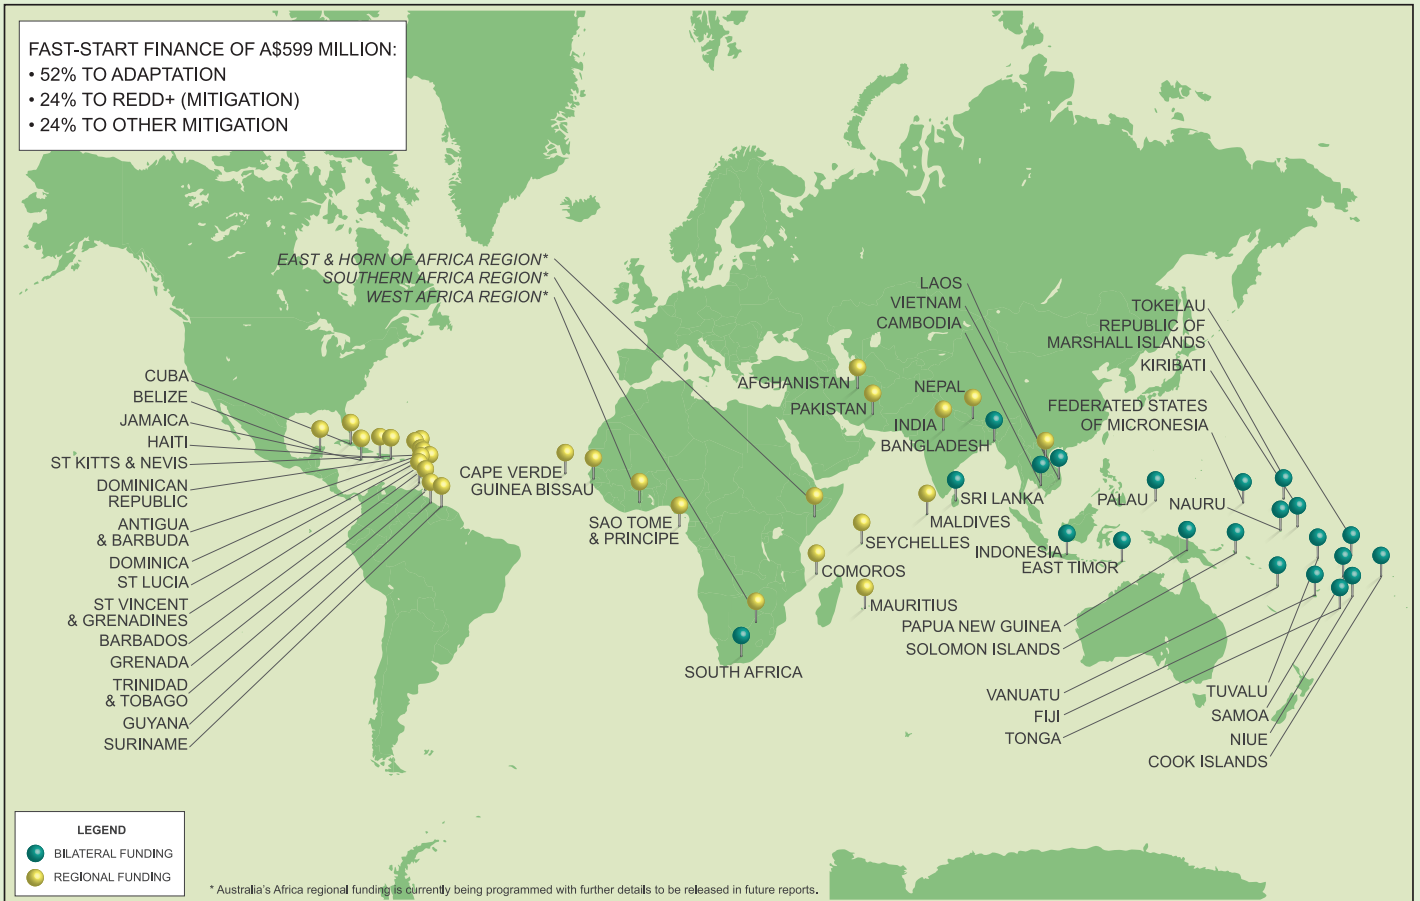 FAST-START FINANCE OF A$599 MILLION:
• 52% TO ADAPTATION
• 24% TO REDD+ (MITIGATION)
• 24% TO OTHER MITIGATION
EAST & HORN OF AFRICA REGION*
SOUTHERN AFRICA REGION*
WEST AFRICA REGION*
CUBA
BELIZE
JAMAICA
HAITI
ST KITTS & NEVIS
DOMINICAN
REPUBLIC
ANTIGUA
& BARBUDA
DOMINICA
ST LUCIA
ST VINCENT
& GRENADINES
BARBADOS
GRENADA
TRINIDAD
& TOBAGO
GUYANA
SURINAME
CAPE VERDE
GUINEA BISSAU
SAO TOME
& PRINCIPE
SOUTH AFRICA
COMOROS
SEYCHELLES
MAURITIUS
MALDIVES
AFGHANISTAN
PAKISTAN
NEPAL
INDIA
BANGLADESH
SRI LANKA
LAOS
VIETNAM
CAMBODIA
INDONESIA
EAST TIMOR
TOKELAU
REPUBLIC OF
MARSHALL ISLANDS
KIRIBATI
FEDERATED STATES
OF MICRONESIA
PALAU
NAURU
PAPUA NEW GUINEA
SOLOMON ISLANDS
VANUATU
FIJI
TONGA
TUVALU
SAMOA
NIUE
COOK ISLANDS
LEGEND
BILATERAL FUNDING
REGIONAL FUNDING
* Australia's Africa regional funding is currently being programmed with further details to be released in future reports.